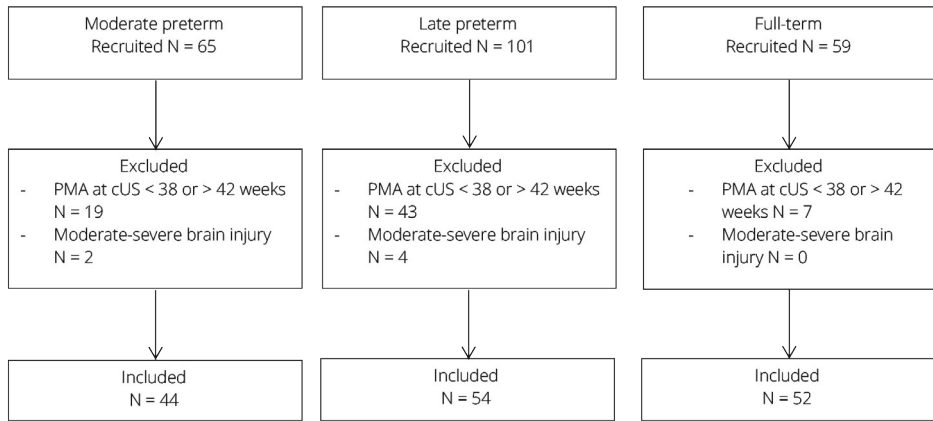 Moderate preterm
Recruited N = 65
Late preterm
Recruited N = 101
Full-term
Recruited N = 59
Excluded
- PMA at cUS < 38 or > 42 weeks
N = 19
- Moderate-severe brain injury
N = 2
Excluded
- PMA at cUS < 38 or > 42 weeks
N = 43
- Moderate-severe brain injury
N = 4
Excluded
- PMA at cUS < 38 or > 42
weeks N = 7
- Moderate-severe brain
injury N = 0
Included
N = 44
Included
N = 54
Included
N = 52